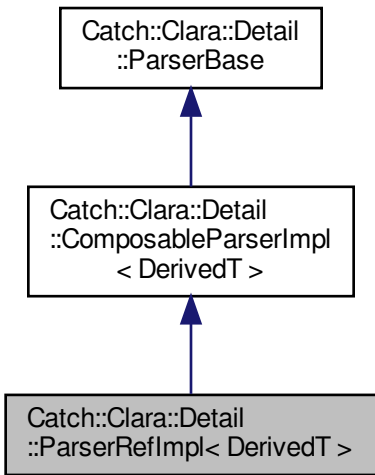 Catch::Clara::Detail
::ParserBase
Catch::Clara::Detail
::ComposableParserImpl
< DerivedT >
Catch::Clara::Detail
::ParserRefImpl< DerivedT >